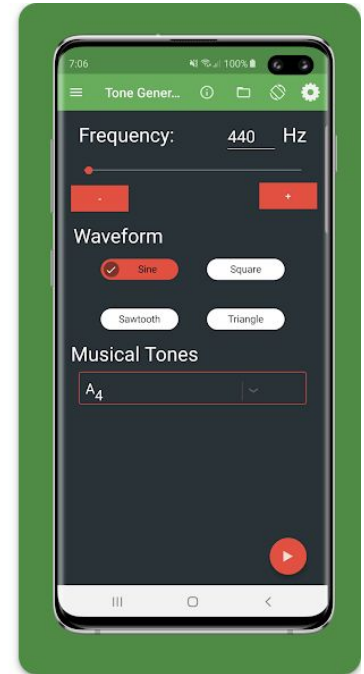 7:06 100%
Tone Gener...
Frequency: 440 Hz
- +
Waveform
Sine Square
Sawtooth Triangle
Musical Tones
A₄